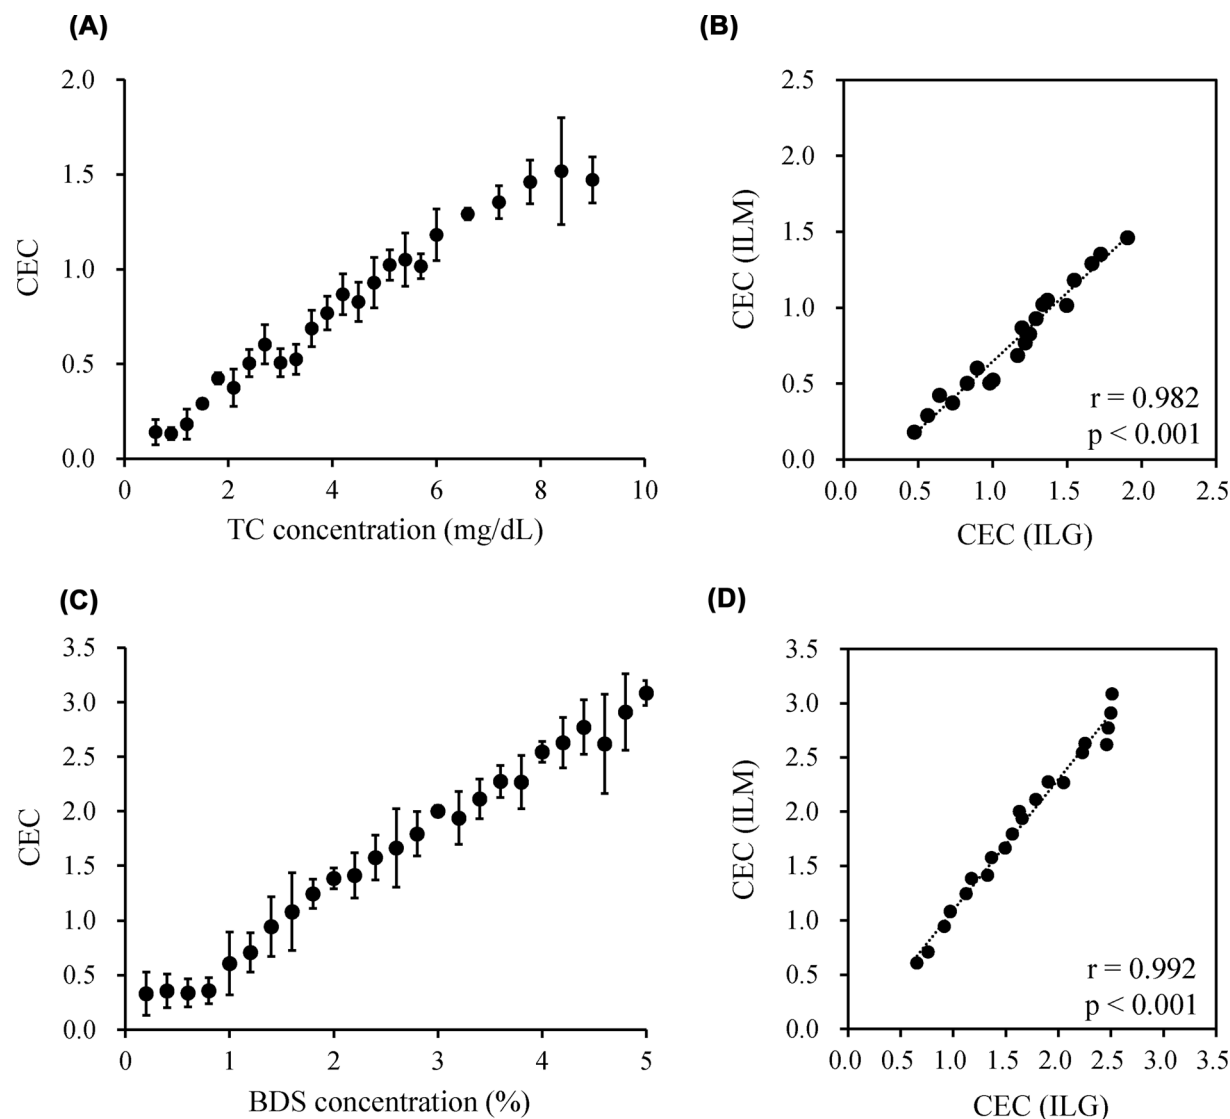 (A)
2.0
1.5
1.0
0.5
0.0
CEC
0 2 4 6 8 10
TC concentration (mg/dL)
(B)
2.5
2.0
1.5
1.0
0.5
0.0
CEC (ILM)
r = 0.982
p < 0.001
0.0 0.5 1.0 1.5 2.0 2.5
CEC (ILG)
(C)
3.5
3.0
2.5
2.0
1.5
1.0
0.5
0.0
CEC
0 1 2 3 4 5
BDS concentration (%)
(D)
3.5
3.0
2.5
2.0
1.5
1.0
0.5
0.0
CEC (ILM)
r = 0.992
p < 0.001
0.0 0.5 1.0 1.5 2.0 2.5 3.0 3.5
CEC (ILG)